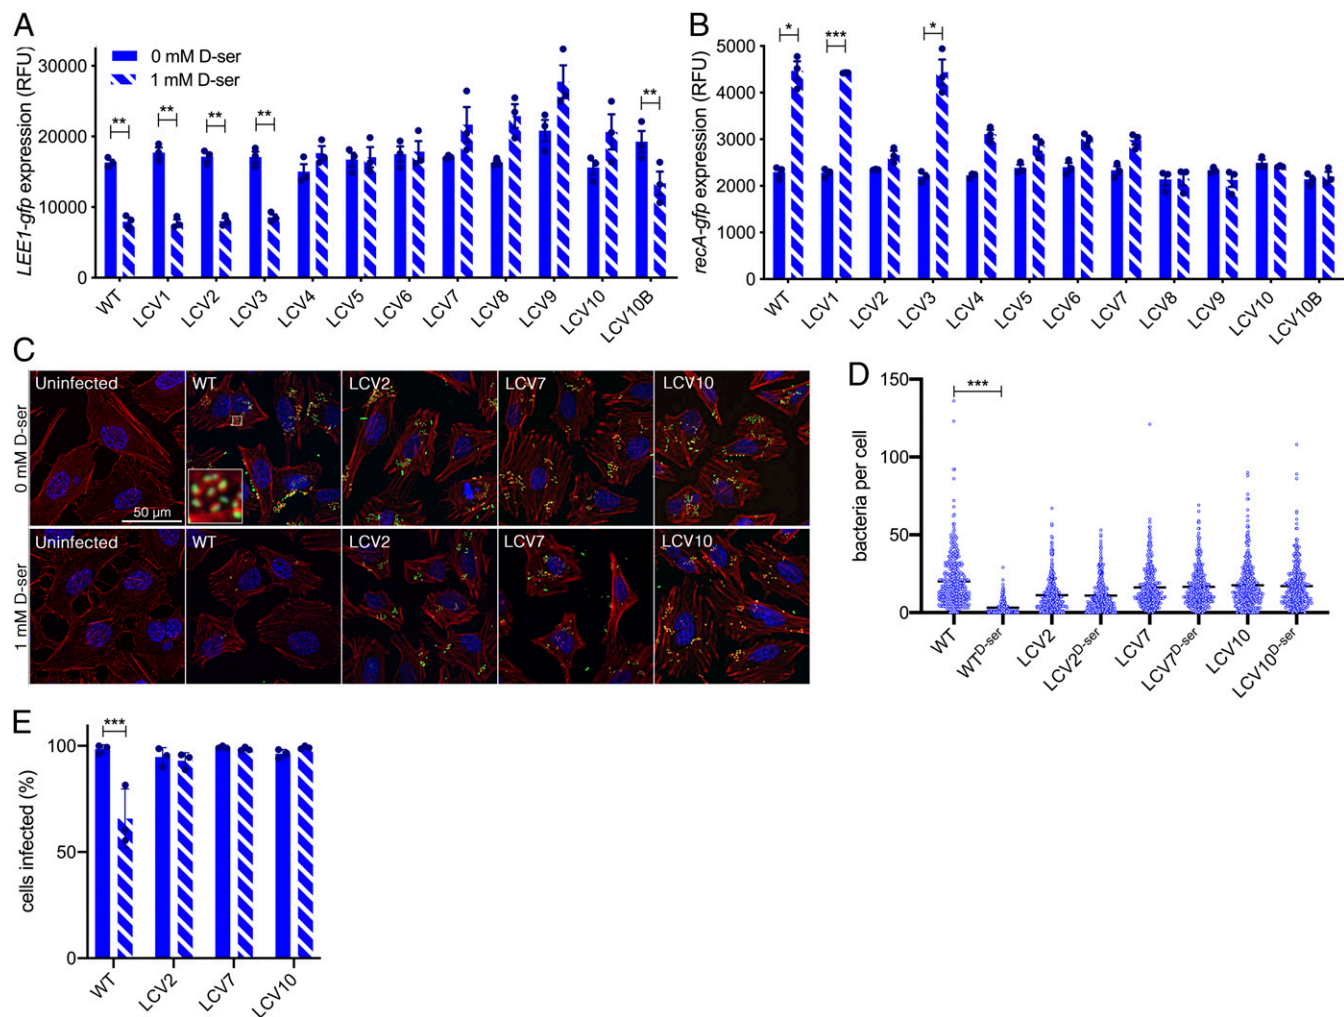 A
LEE1-gfp expression (RFU)
0 mM D-ser
1 mM D-ser
30000
20000
10000
0
** ** ** ** **
WT LCV1 LCV2 LCV3 LCV4 LCV5 LCV6 LCV7 LCV8 LCV9 LCV10 LCV10B
B
recA-gfp expression (RFU)
5000
4000
3000
2000
1000
0
* *** *
WT LCV1 LCV2 LCV3 LCV4 LCV5 LCV6 LCV7 LCV8 LCV9 LCV10 LCV10B
C
0 mM D-ser
Uninfected WT LCV2 LCV7 LCV10
50 µm
1 mM D-ser
Uninfected WT LCV2 LCV7 LCV10
D
bacteria per cell
150
100
50
0
***
WT WTD-ser LCV2 LCV2D-ser LCV7 LCV7D-ser LCV10 LCV10D-ser
E
cells infected (%)
100
50
0
***
WT LCV2 LCV7 LCV10